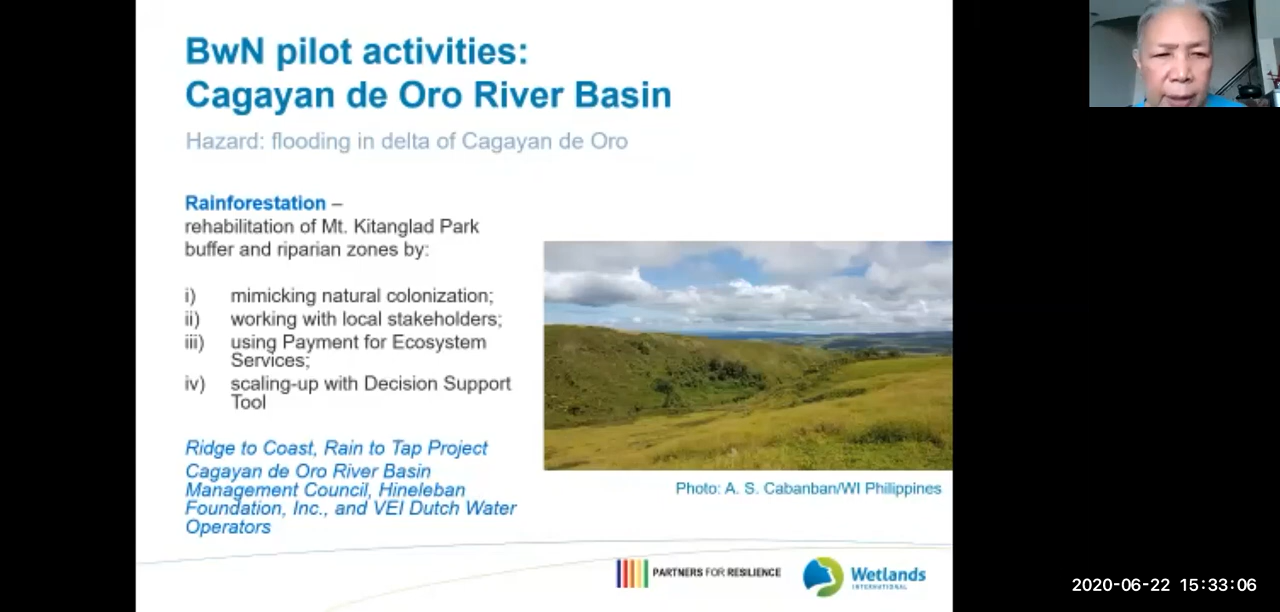 BwN pilot activities:
Cagayan de Oro River Basin
Hazard: flooding in delta of Cagayan de Oro
Rainforestation –
rehabilitation of Mt. Kitanglad Park
buffer and riparian zones by:
i) mimicking natural colonization;
ii) working with local stakeholders;
iii) using Payment for Ecosystem
Services;
iv) scaling-up with Decision Support
Tool
Ridge to Coast, Rain to Tap Project
Cagayan de Oro River Basin
Management Council, Hineleban
Foundation, Inc., and VEI Dutch Water
Operators
Photo: A. S. Cabanban/WI Philippines
PARTNERS FOR RESILIENCE
Wetlands
INTERNATIONAL
2020-06-22 15:33:06